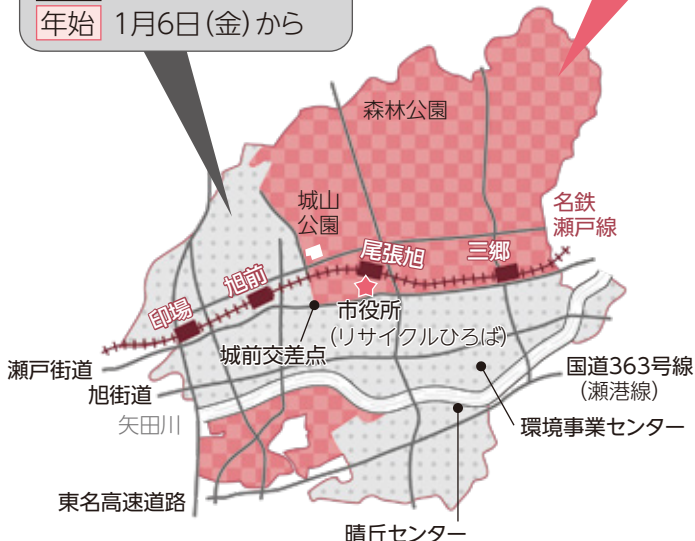 年始 1月6日(金)から
森林公園
城山
公園
名鉄
瀬戸線
尾張旭
三郷
旭前
印場
市役所
(リサイクルひろば)
城前交差点
瀬戸街道
旭街道
国道363号線
(瀬港線)
矢田川
環境事業センター
東名高速道路
晴丘センター